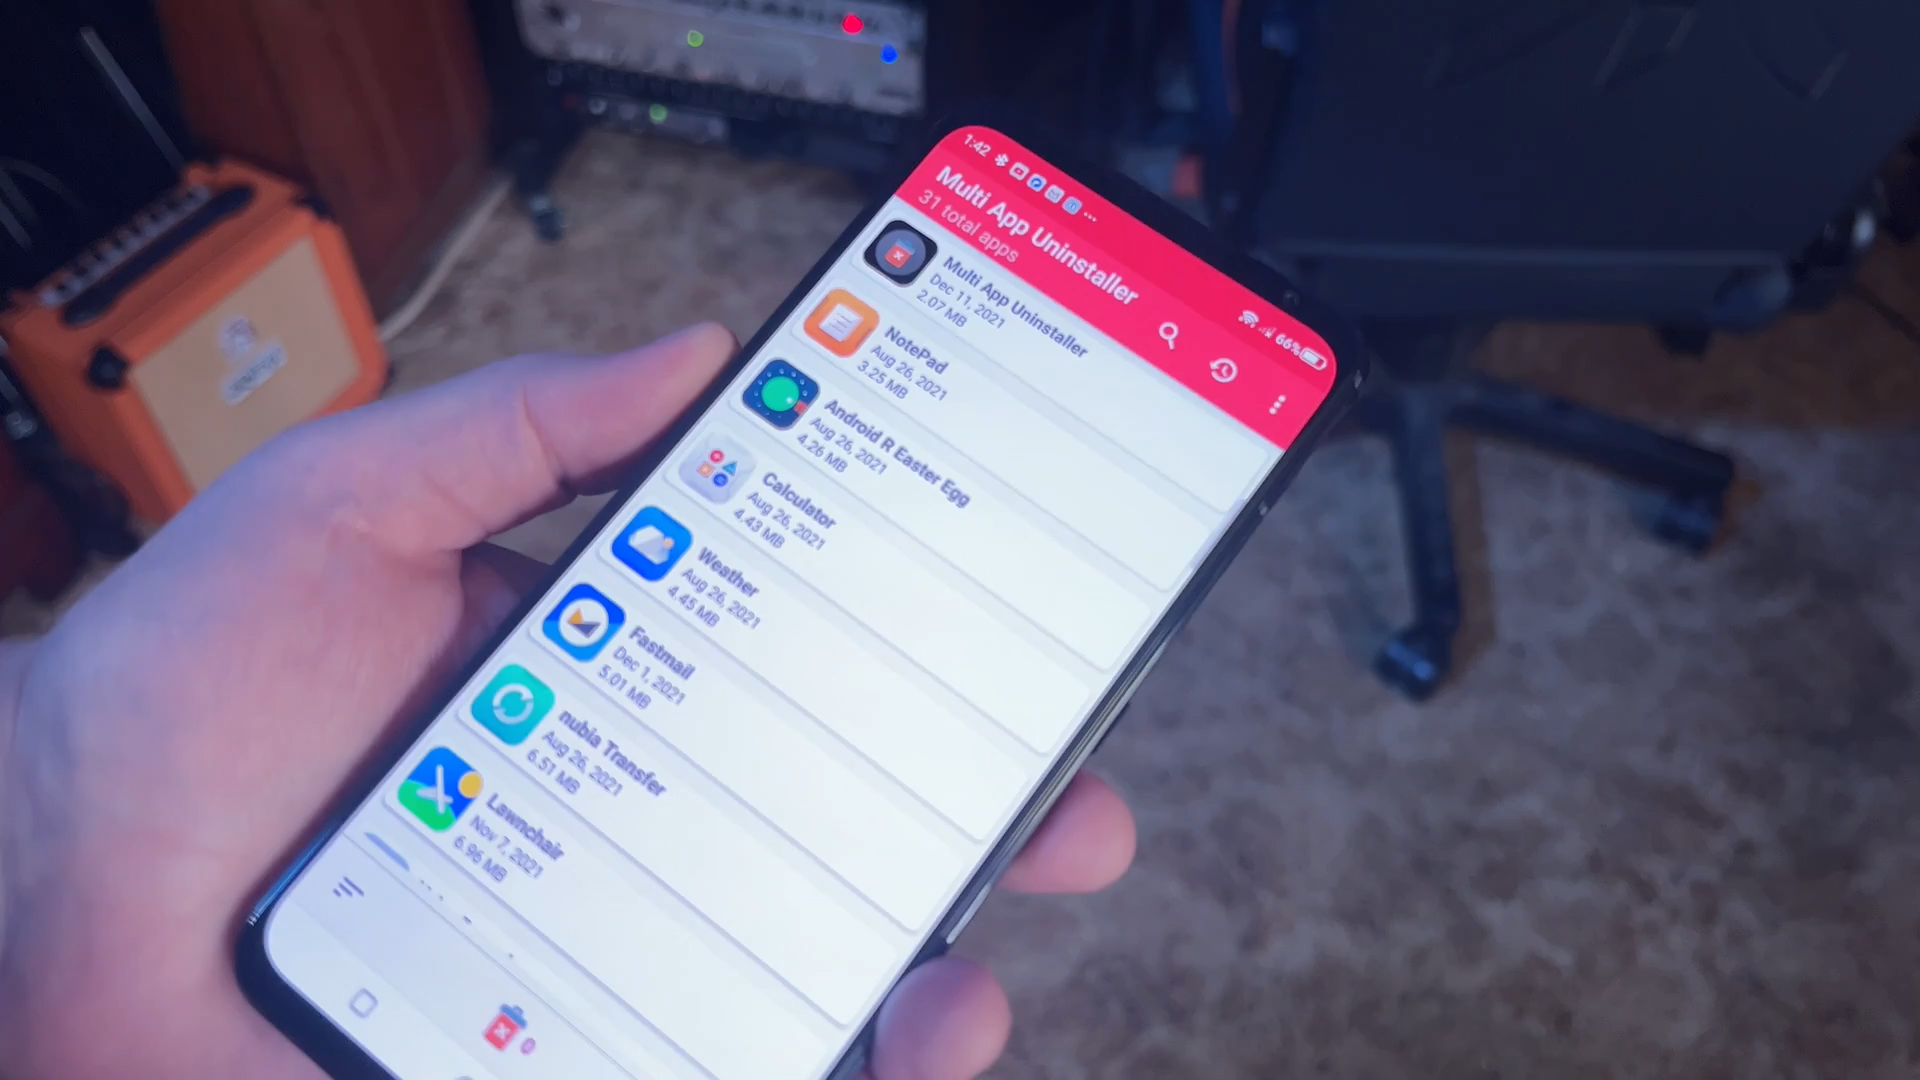 1:42
66%
Multi App Uninstaller
31 total apps
Multi App Uninstaller
Dec 11, 2021
2.07 MB
NotePad
Aug 26, 2021
3.25 MB
Android R Easter Egg
Aug 26, 2021
4.26 MB
Calculator
Aug 26, 2021
4.43 MB
Weather
Aug 26, 2021
4.45 MB
Fastmail
Dec 1, 2021
5.01 MB
nubia Transfer
Aug 26, 2021
6.51 MB
Lawnchair
Nov 7, 2021
6.96 MB
0